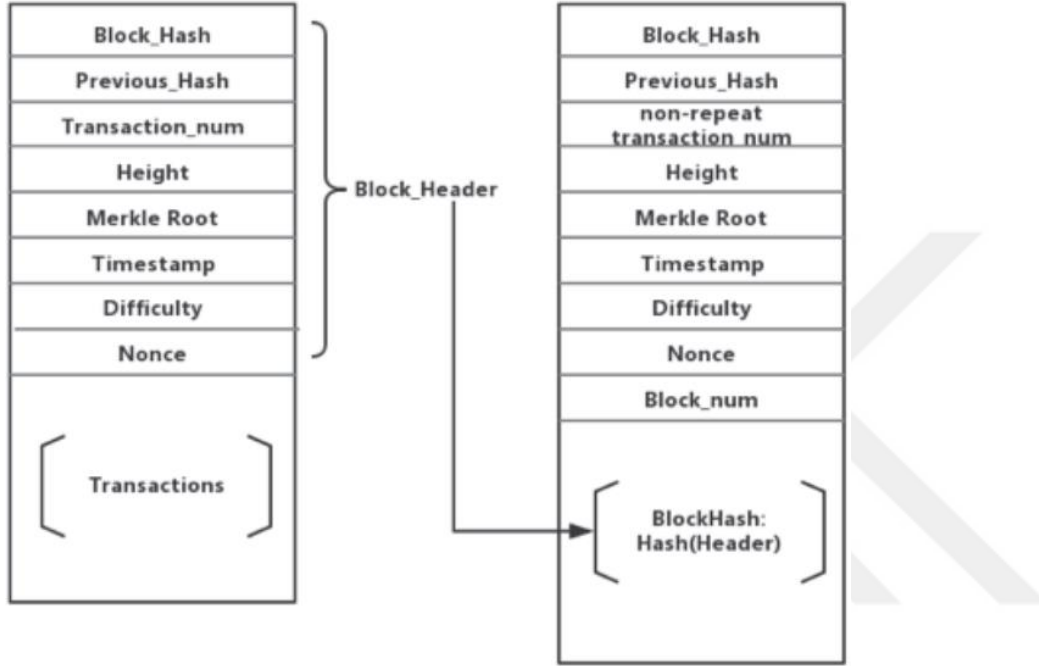 Block_Hash
Previous_Hash
Transaction_num
Height
Merkle Root
Timestamp
Difficulty
Nonce
Transactions
Block_Header
Block_Hash
Previous_Hash
non-repeat
transaction_num
Height
Merkle Root
Timestamp
Difficulty
Nonce
Block_num
BlockHash:
Hash(Header)